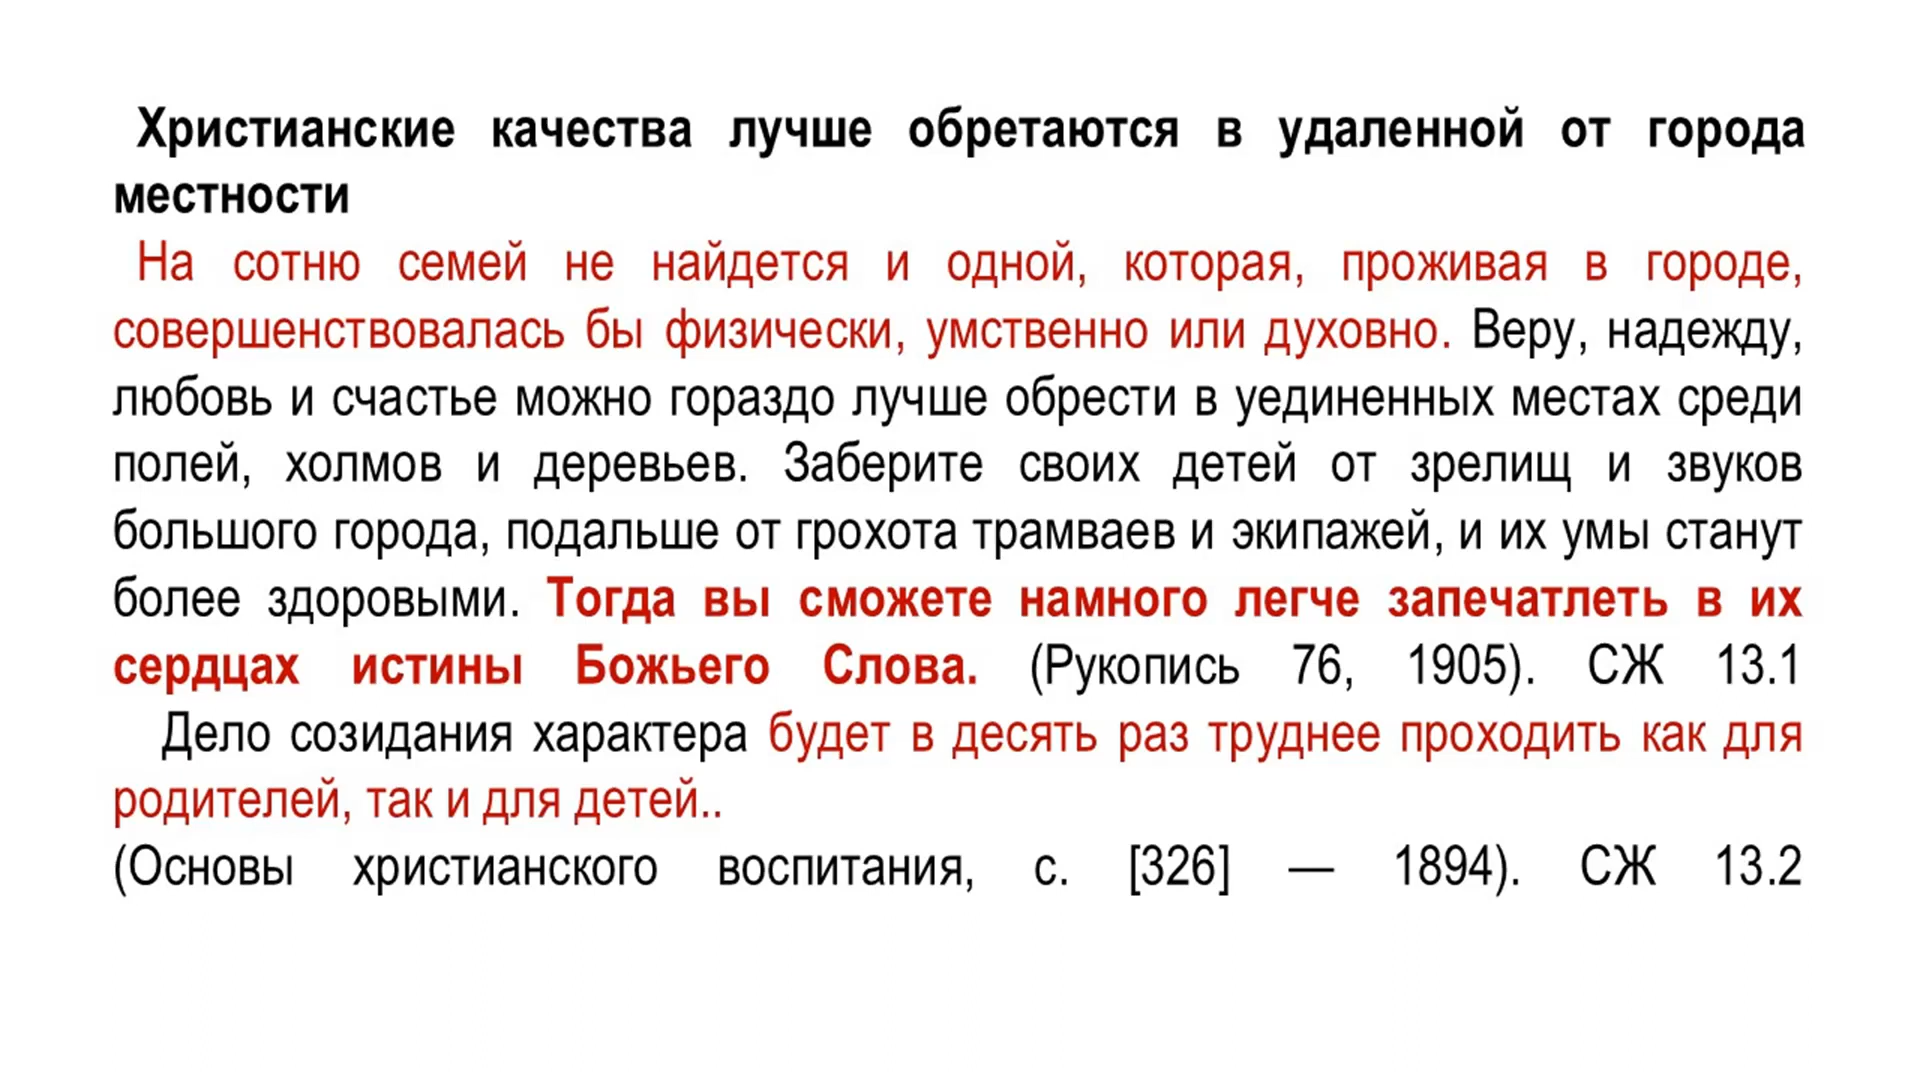 Христианские качества лучше обретаются в удаленной от города
местности
На сотню семей не найдется и одной, которая, проживая в городе,
совершенствовалась бы физически, умственно или духовно. Веру, надежду,
любовь и счастье можно гораздо лучше обрести в уединенных местах среди
полей, холмов и деревьев. Заберите своих детей от зрелищ и звуков
большого города, подальше от грохота трамваев и экипажей, и их умы станут
более здоровыми. Тогда вы сможете намного легче запечатлеть в их
сердцах истины Божьего Слова. (Рукопись 76, 1905). СЖ 13.1
Дело созидания характера будет в десять раз труднее проходить как для
родителей, так и для детей..
(Основы христианского воспитания, с. [326] — 1894). СЖ 13.2